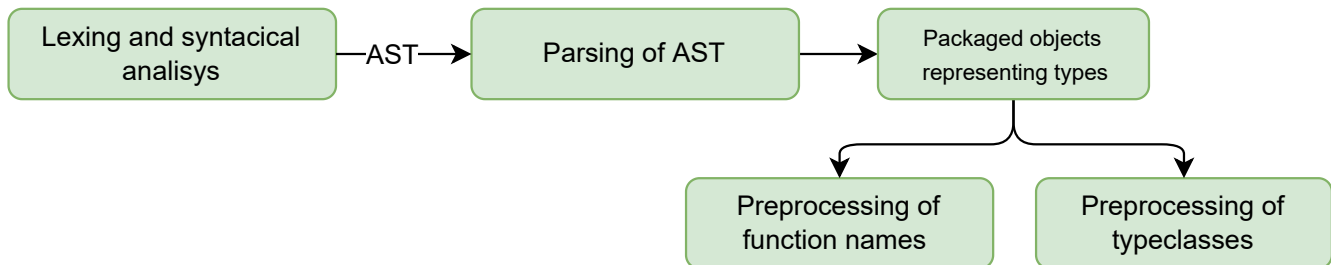 Lexing and syntacical
analisys
AST
Parsing of AST
Packaged objects
representing types
Preprocessing of
function names
Preprocessing of
typeclasses